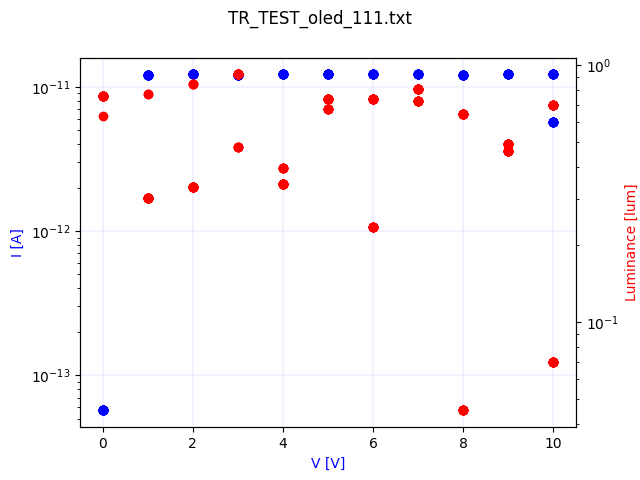 TR_TEST_oled_111.txt
10⁻¹¹
10⁻¹²
10⁻¹³
I [A]
10⁰
10⁻¹
Luminance [lum]
0 2 4 6 8 10
V [V]